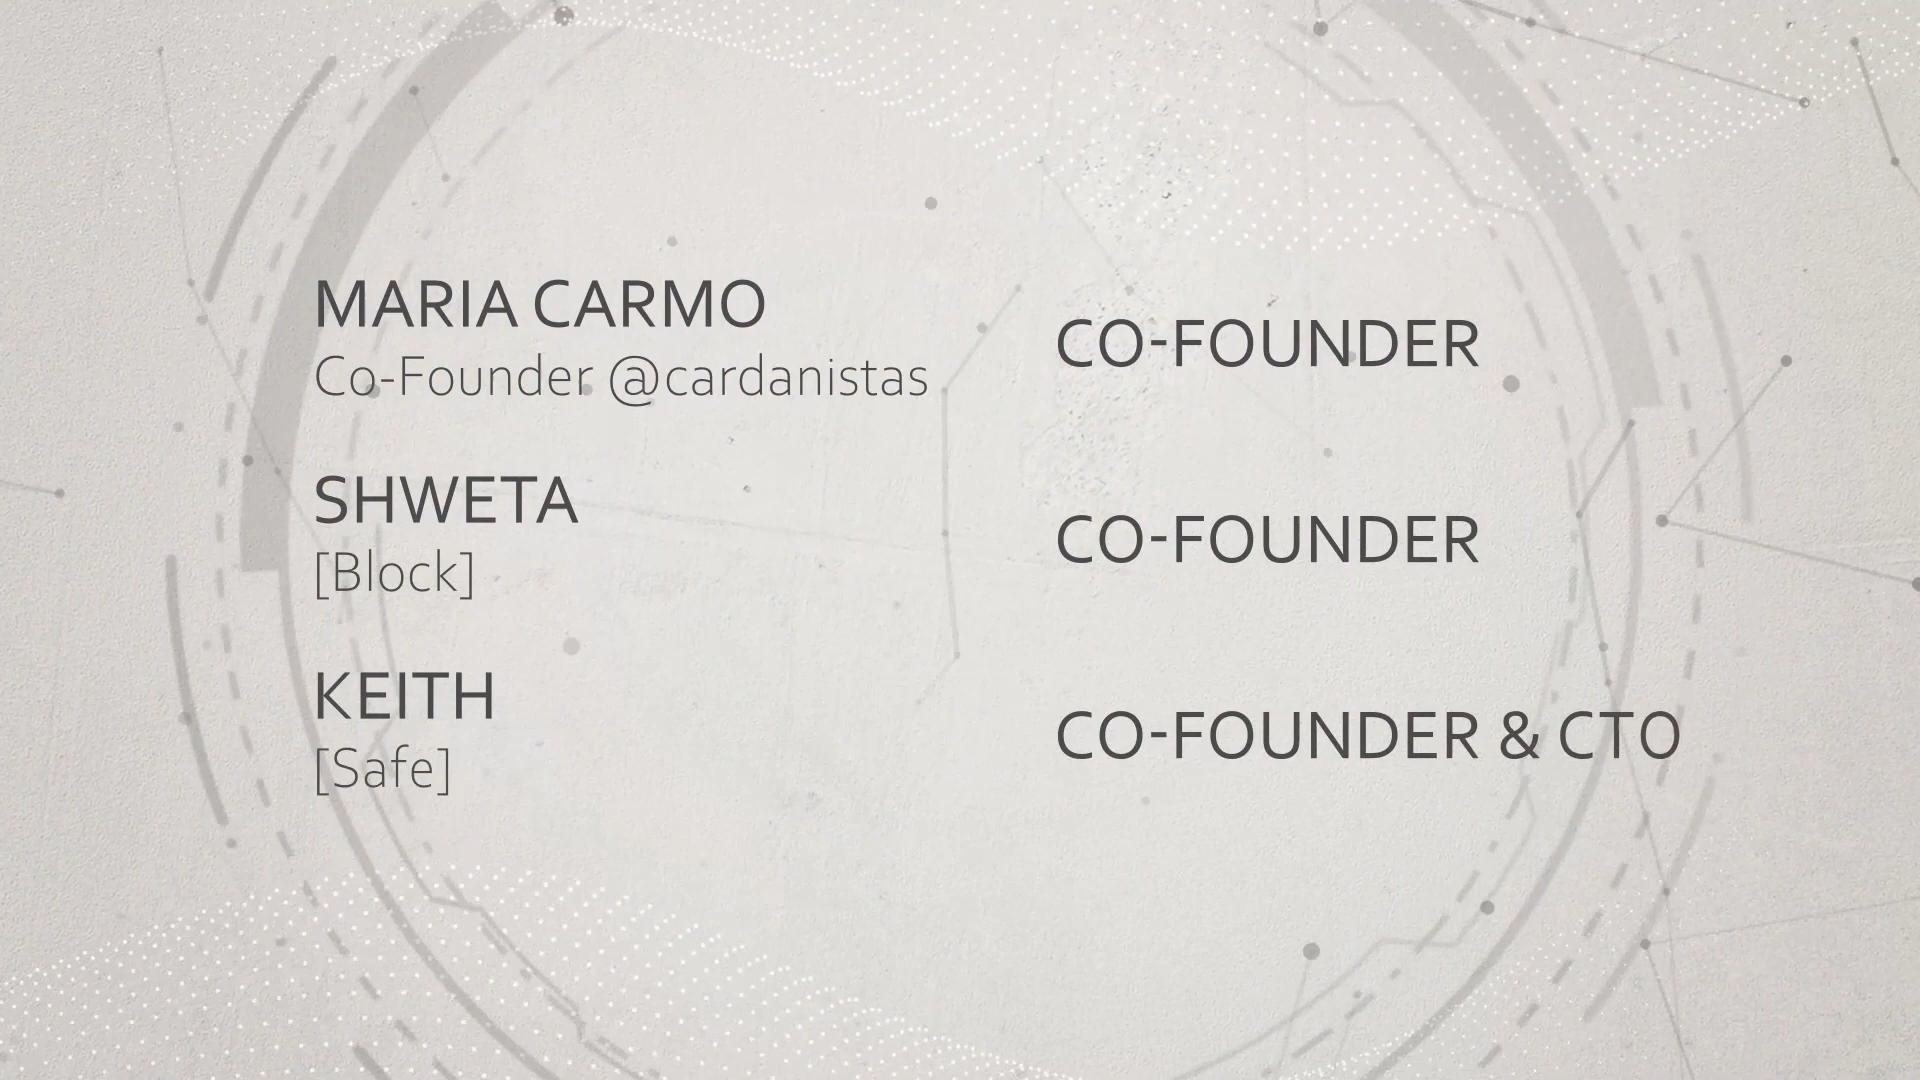 MARIA CARMO
Co-Founder @cardanistas
CO-FOUNDER
SHWETA
[Block]
CO-FOUNDER
KEITH
[Safe]
CO-FOUNDER & CTO